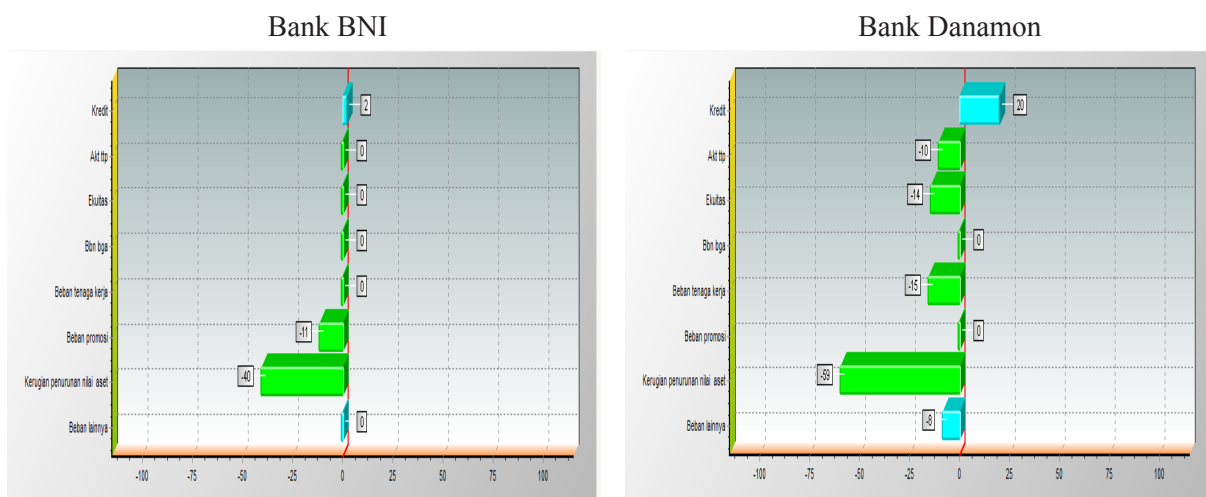 Bank BNI
Kredit
2
Akt ttp
0
Ekuitas
0
Bbn bga
0
Beban tenaga kerja
0
Beban promosi
-11
Kerugian penurunan nilai aset
-40
Beban lainnya
0
-100 -75 -50 -25 0 25 50 75 100
Bank Danamon
Kredit
20
Akt ttp
-10
Ekuitas
-14
Bbn bga
0
Beban tenaga kerja
-15
Beban promosi
0
Kerugian penurunan nilai aset
-59
Beban lainnya
-8
-100 -75 -50 -25 0 25 50 75 100